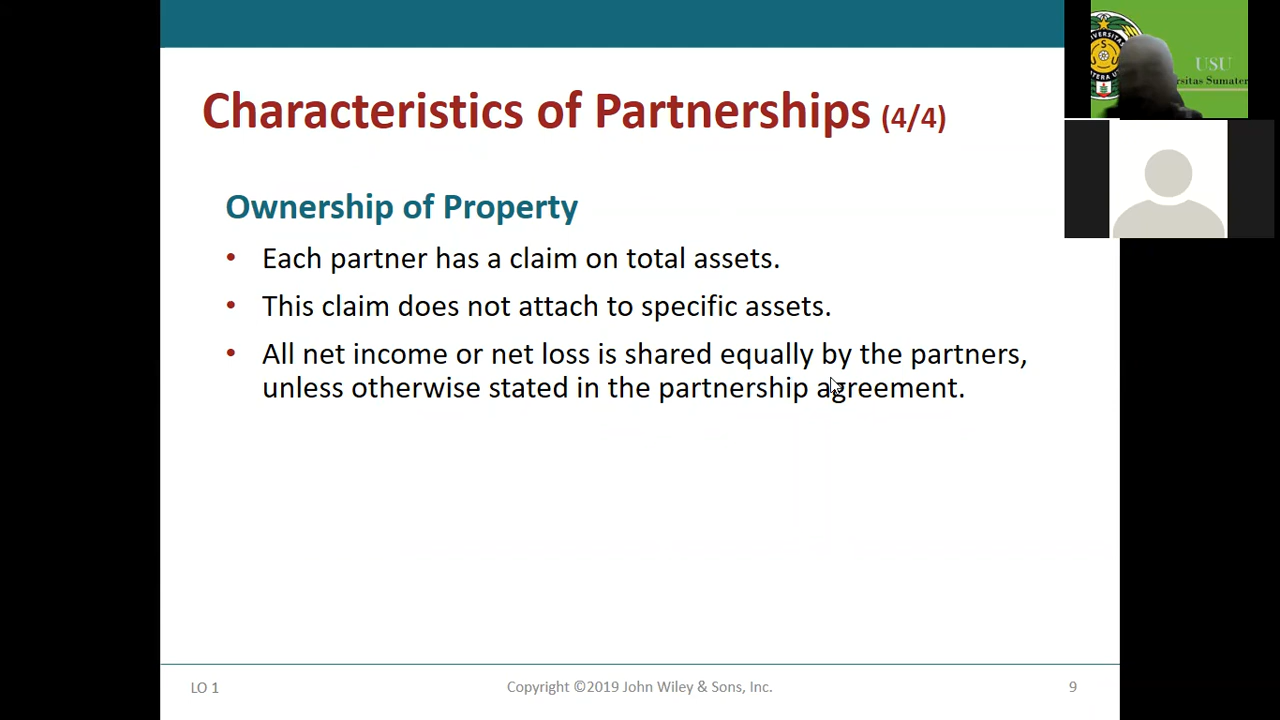 Characteristics of Partnerships (4/4)
Ownership of Property
• Each partner has a claim on total assets.
• This claim does not attach to specific assets.
• All net income or net loss is shared equally by the partners,
unless otherwise stated in the partnership agreement.
LO 1
Copyright ©2019 John Wiley & Sons, Inc.
9
USU